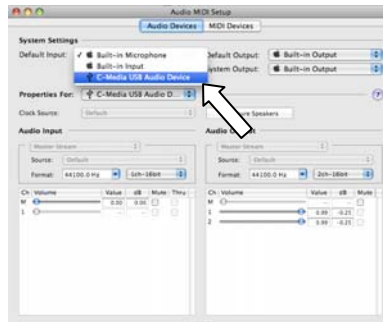 Audio MIDI Setup
Audio Devices MIDI Devices
System Settings
Default Input: ✓ Built-in Microphone
Built-in Input
C-Media USB Audio Device
Default Output: Built-in Output
System Output: Built-in Output
Properties For: C-Media USB Audio D... ?
Clock Source: Default
Speakers
Audio Input
Audio
Master Stream 1
Master Stream 1
Source: Default
Source: Default
Format: 44100.0 Hz 1ch-16bit
Format: 44100.0 Hz 2ch-16bit
Ch Volume Value dB Mute Thru
Ch Volume Value dB Mute
M 0.00 0.00
M -- --
1 -- --
1 0.99 -0.25
2 0.99 -0.25